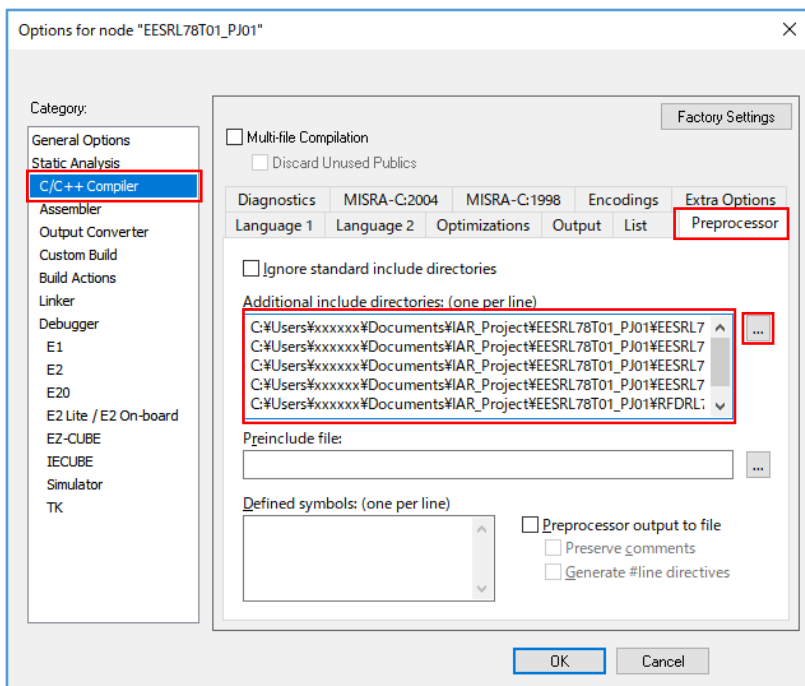 Options for node "EESRL78T01_PJ01"
Category:
General Options
Static Analysis
C/C++ Compiler
Assembler
Output Converter
Custom Build
Build Actions
Linker
Debugger
E1
E2
E20
E2 Lite / E2 On-board
EZ-CUBE
IECUBE
Simulator
TK
Factory Settings
Multi-file Compilation
Discard Unused Publics
Diagnostics MISRA-C:2004 MISRA-C:1998 Encodings Extra Options
Language 1 Language 2 Optimizations Output List Preprocessor
Ignore standard include directories
Additional include directories: (one per line)
C:¥Users¥xxxxxx¥Documents¥IAR_Project¥EESRL78T01_PJ01¥EESRL7
C:¥Users¥xxxxxx¥Documents¥IAR_Project¥EESRL78T01_PJ01¥EESRL7
C:¥Users¥xxxxxx¥Documents¥IAR_Project¥EESRL78T01_PJ01¥EESRL7
C:¥Users¥xxxxxx¥Documents¥IAR_Project¥EESRL78T01_PJ01¥EESRL7
C:¥Users¥xxxxxx¥Documents¥IAR_Project¥EESRL78T01_PJ01¥RFDRL7
...
Preinclude file:
...
Defined symbols: (one per line)
Preprocessor output to file
Preserve comments
Generate #line directives
OK Cancel